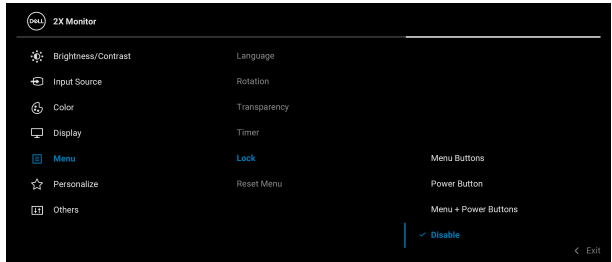 DELL 2X Monitor
Brightness/Contrast Language
Input Source Rotation
Color Transparency
Display Timer
Menu Lock Menu Buttons
Personalize Reset Menu Power Button
Others Menu + Power Buttons
Disable
Exit